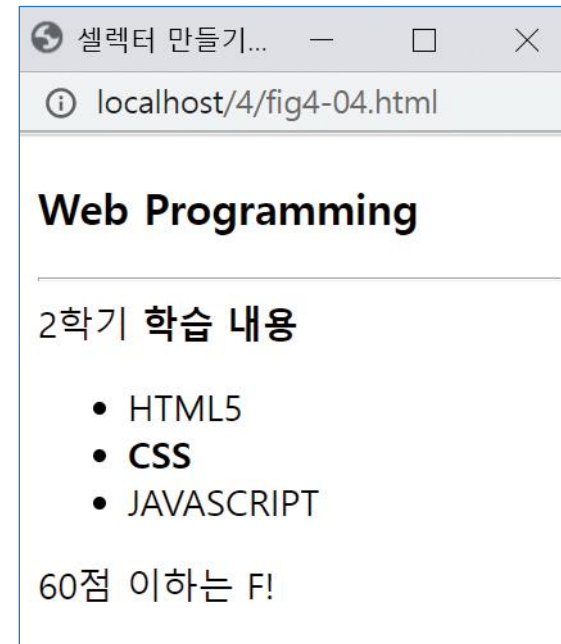 셀렉터 만들기...
localhost/4/fig4-04.html
Web Programming
2학기 학습 내용
HTML5
CSS
JAVASCRIPT
60점 이하는 F!